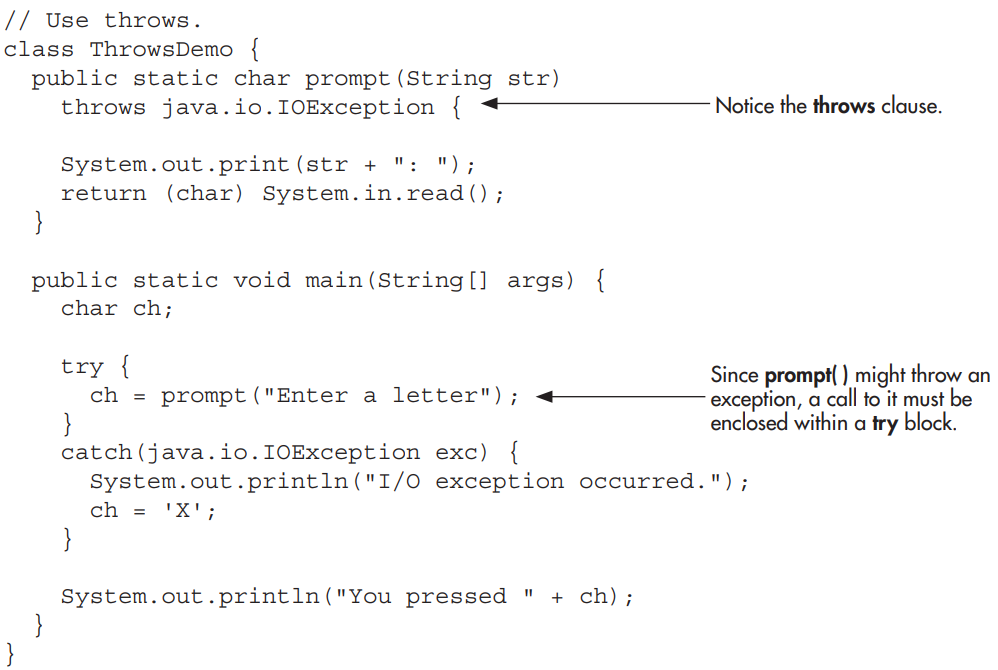 // Use throws.
class ThrowsDemo {
  public static char prompt(String str)
    throws java.io.IOException {
Notice the throws clause.
    System.out.print(str + ": ");
    return (char) System.in.read();
  }
  public static void main(String[] args) {
    char ch;
    try {
      ch = prompt("Enter a letter");
Since prompt( ) might throw an
exception, a call to it must be
enclosed within a try block.
    }
    catch(java.io.IOException exc) {
      System.out.println("I/O exception occurred.");
      ch = 'X';
    }
    System.out.println("You pressed " + ch);
  }
}